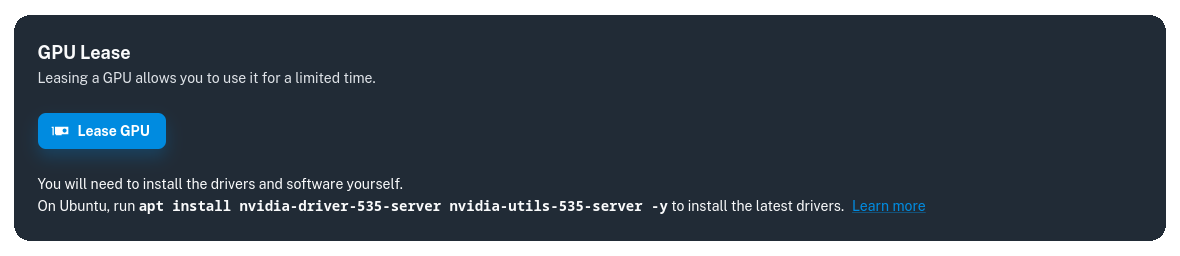 GPU Lease
Leasing a GPU allows you to use it for a limited time.
Lease GPU
You will need to install the drivers and software yourself.
On Ubuntu, run apt install nvidia-driver-535-server nvidia-utils-535-server -y to install the latest drivers. Learn more